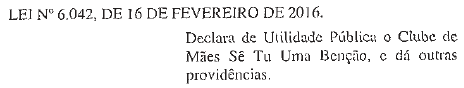 LEI Nº 6.042, DE 16 DE FEVEREIRO DE 2016.
Declara de Utilidade Pública o Clube de
Mães Sê Tu Uma Benção, e dá outras
providências.